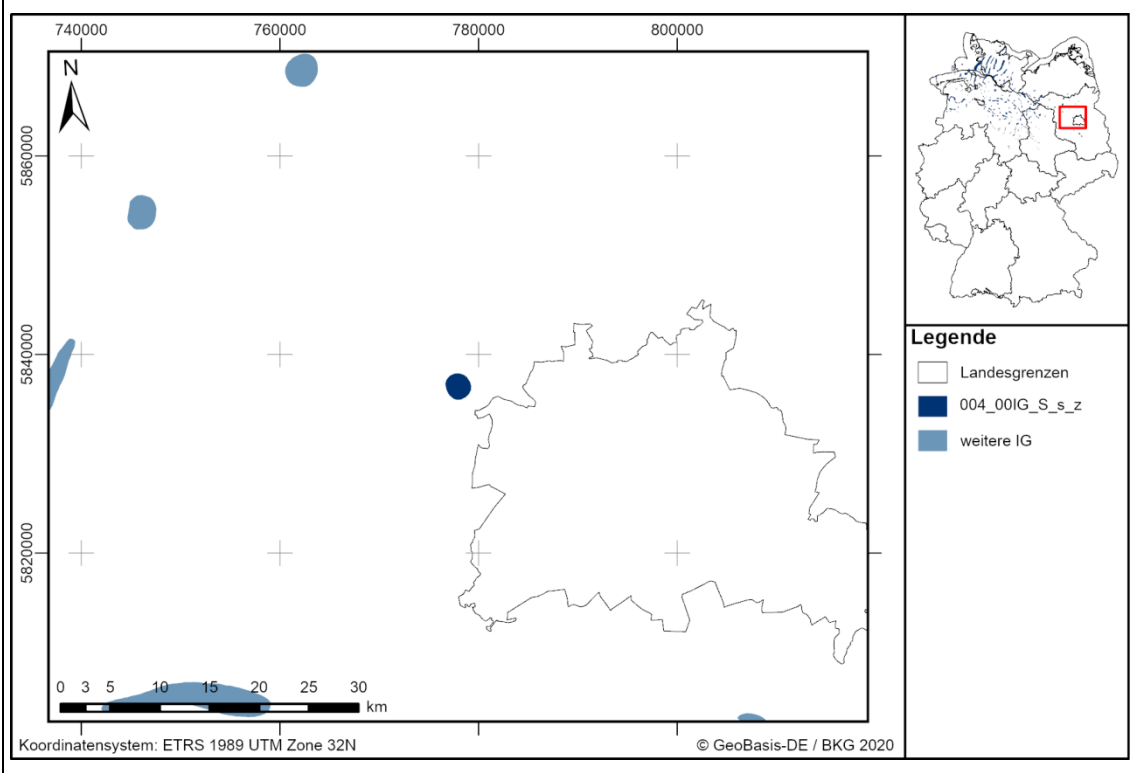 740000 760000 780000 800000
N
5860000
5840000
5820000
0 3 5 10 15 20 25 30
km
Koordinatensystem: ETRS 1989 UTM Zone 32N
© GeoBasis-DE / BKG 2020
Legende
Landesgrenzen
004_00IG_S_s_z
weitere IG